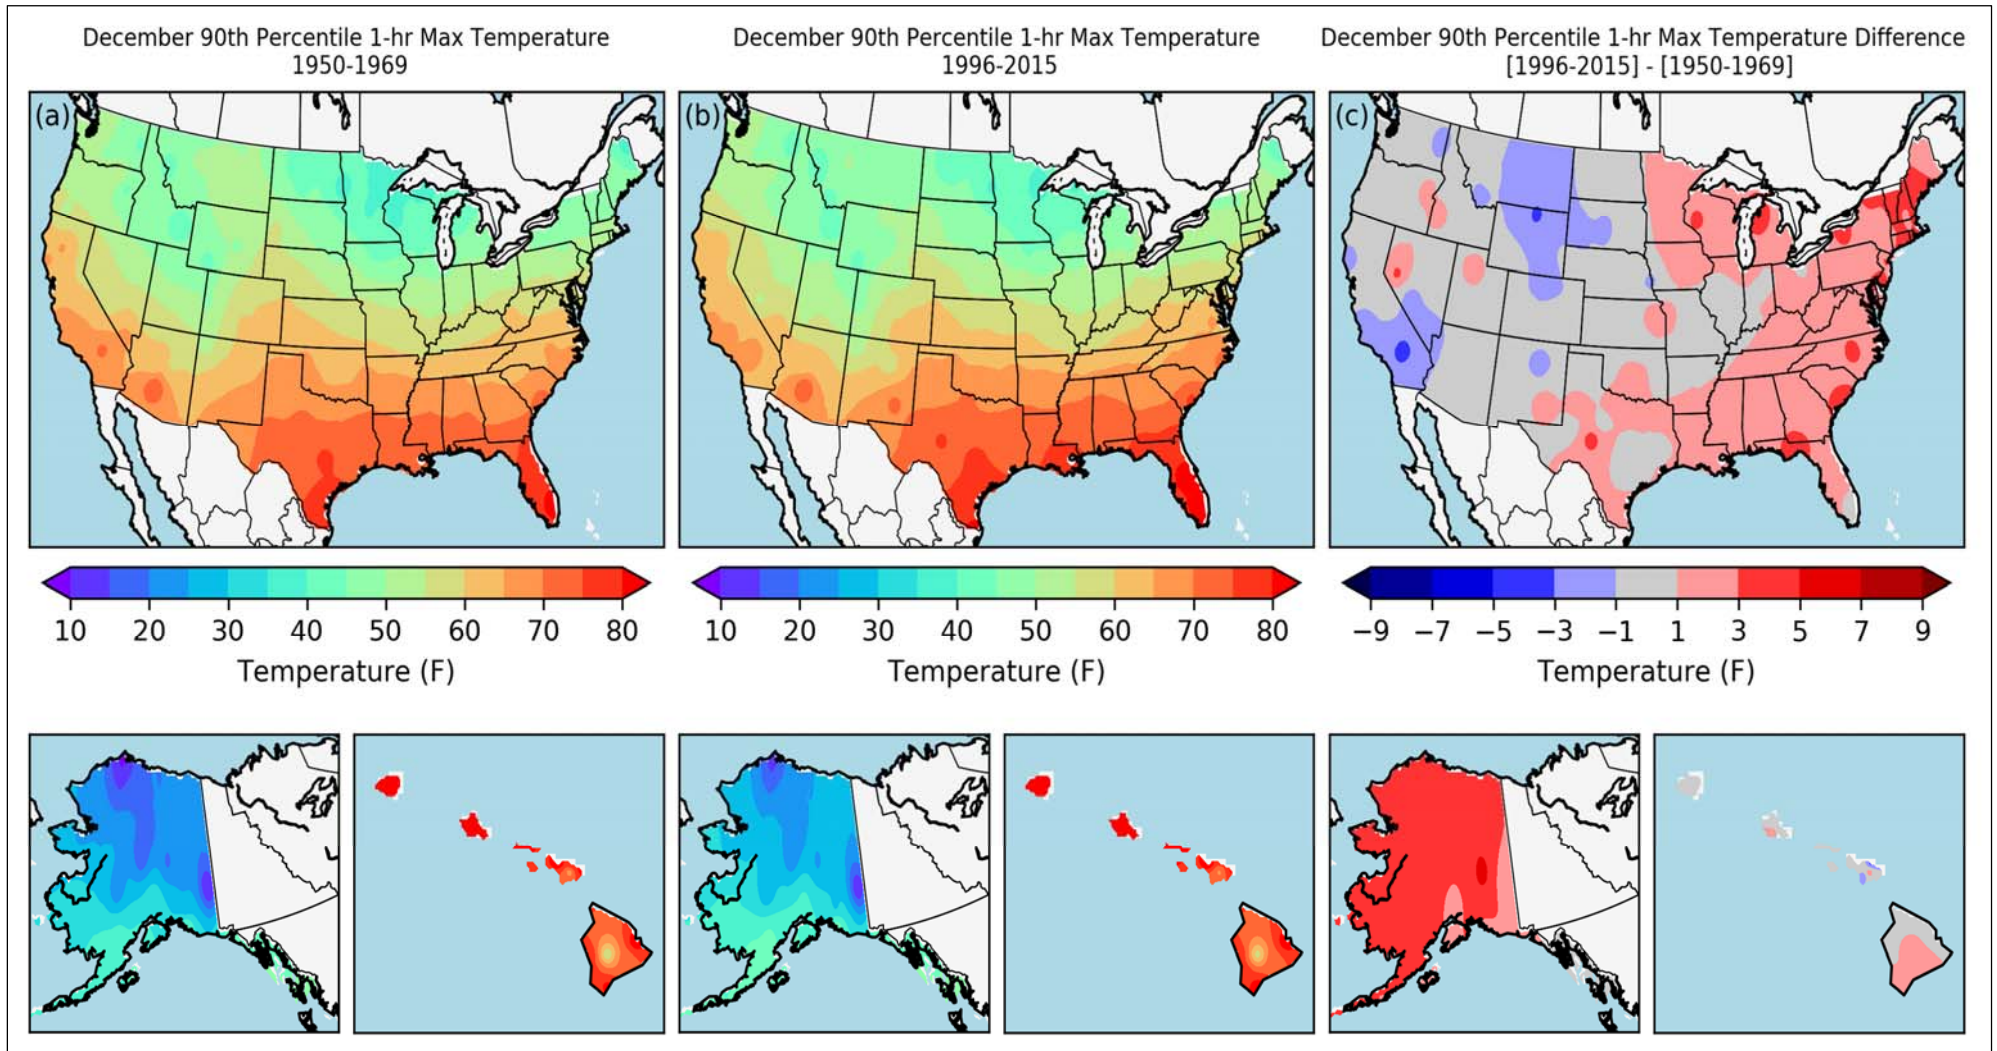 December 90th Percentile 1-hr Max Temperature
1950-1969
December 90th Percentile 1-hr Max Temperature
1996-2015
December 90th Percentile 1-hr Max Temperature Difference
[1996-2015] - [1950-1969]
(a)
(b)
(c)
10 20 30 40 50 60 70 80
Temperature (F)
10 20 30 40 50 60 70 80
Temperature (F)
−9 −7 −5 −3 −1 1 3 5 7 9
Temperature (F)